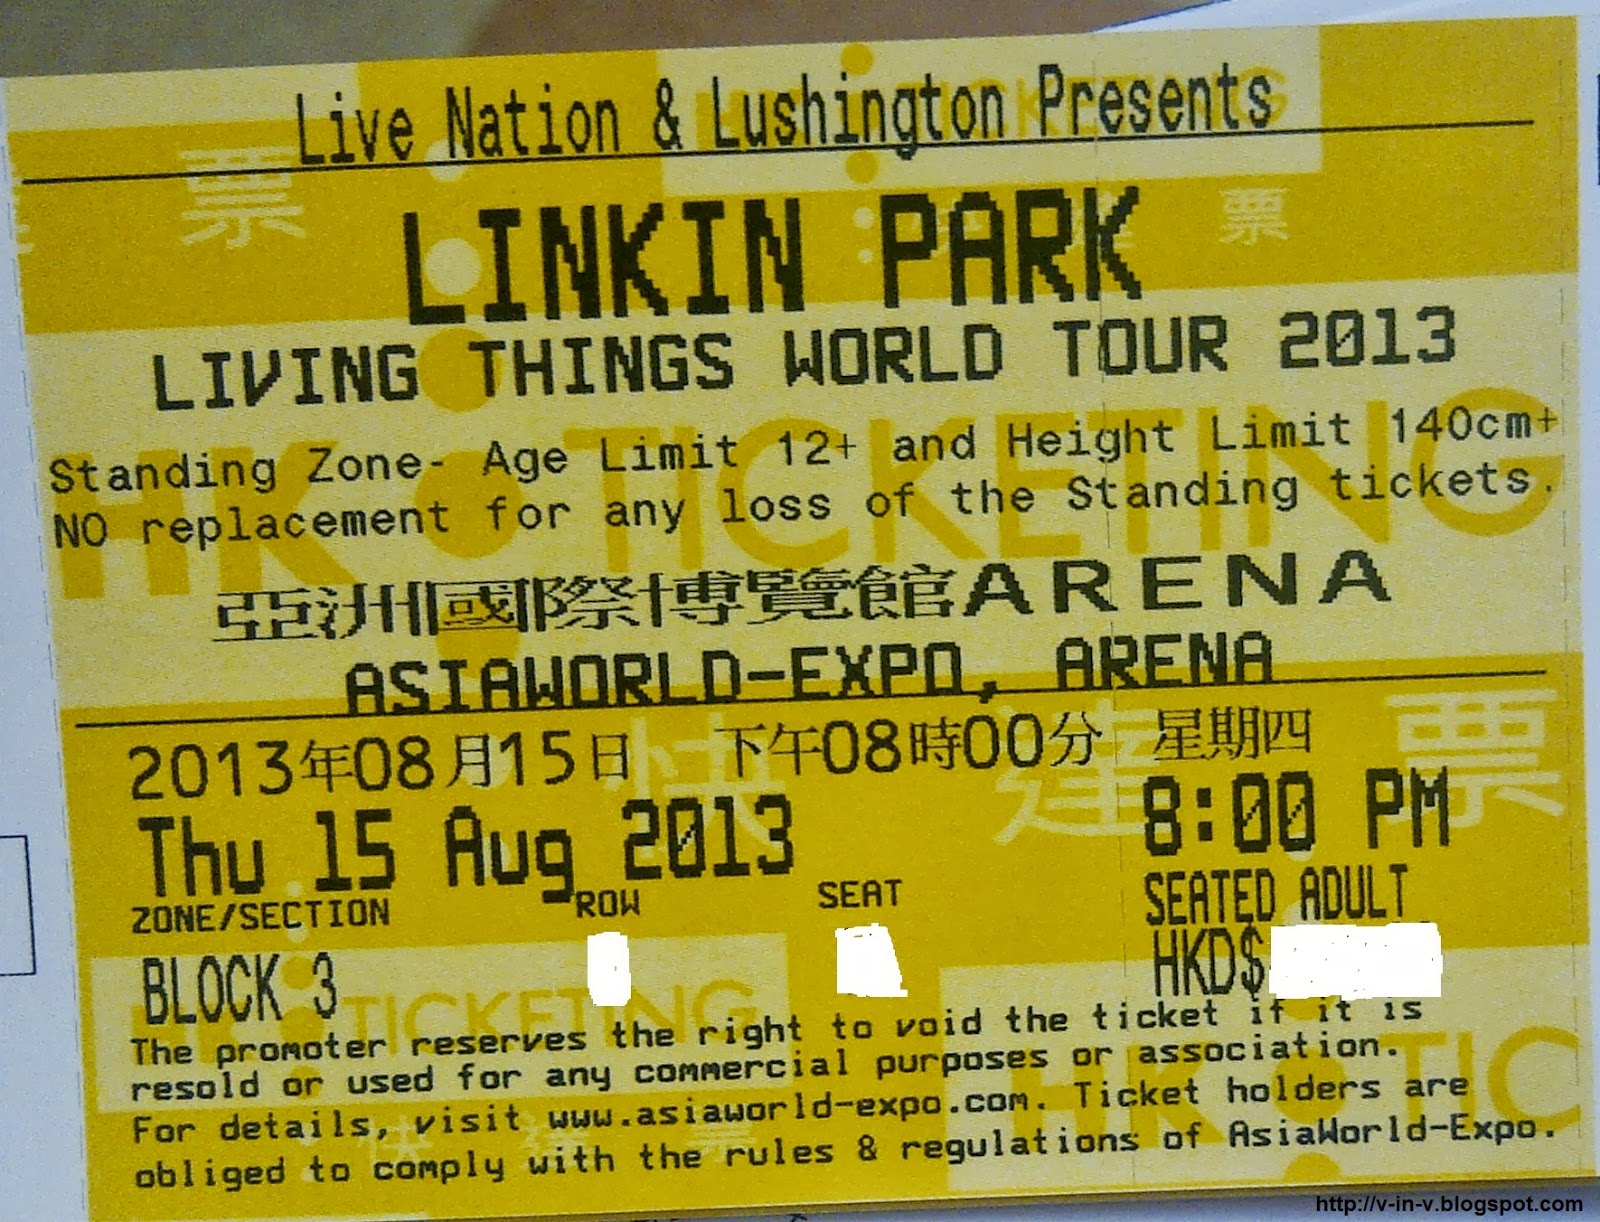 Live Nation & Lushington Presents
LINKIN PARK
LIVING THINGS WORLD TOUR 2013
Standing Zone- Age Limit 12+ and Height Limit 140cm+
NO replacement for any loss of the Standing tickets.
亞洲國際博覽館ARENA
ASIAWORLD-EXPO, ARENA
2013年08月15日 下午08時00分 星期四
Thu 15 Aug 2013 8:00 PM
ZONE/SECTION ROW SEAT SEATED ADULT
BLOCK 3 HKD$
The promoter reserves the right to void the ticket if it is
resold or used for any commercial purposes or association.
For details, visit www.asiaworld-expo.com. Ticket holders are
obliged to comply with the rules & regulations of AsiaWorld-Expo.
HK TICKETING
快達票
http://v-in-v.blogspot.com